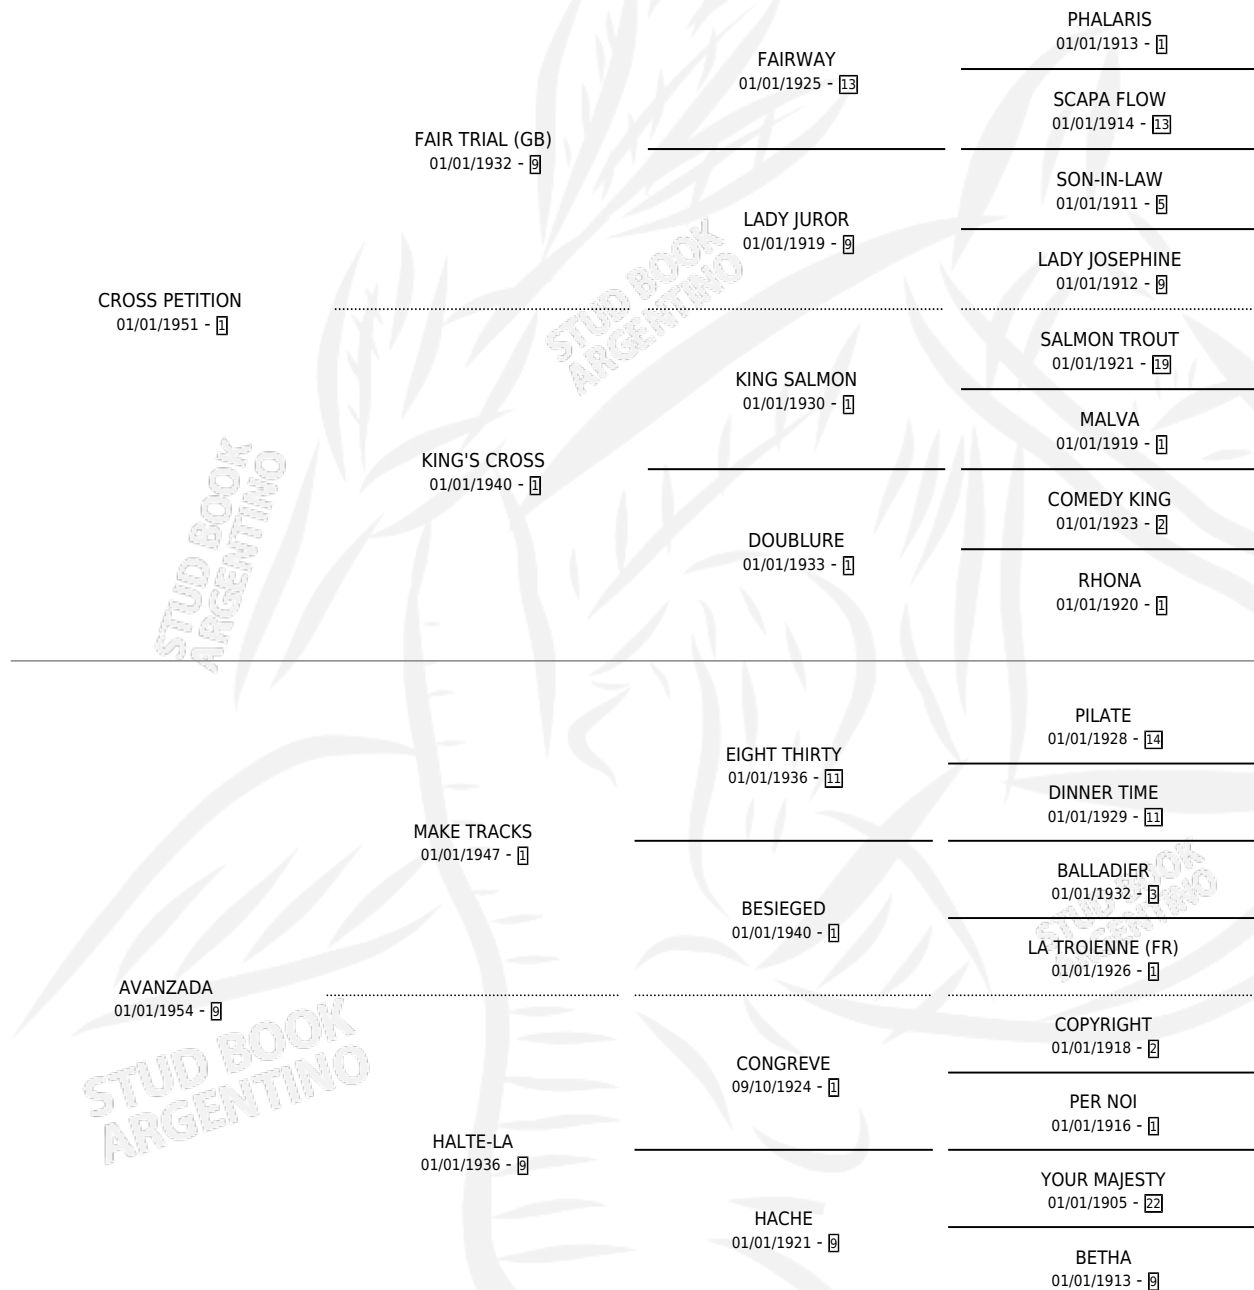 PHALARIS
01/01/1913 - 1
FAIRWAY
01/01/1925 - 13
SCAPA FLOW
01/01/1914 - 13
FAIR TRIAL (GB)
01/01/1932 - 9
SON-IN-LAW
01/01/1911 - 5
LADY JUROR
01/01/1919 - 9
LADY JOSEPHINE
01/01/1912 - 9
CROSS PETITION
01/01/1951 - 1
SALMON TROUT
01/01/1921 - 19
KING SALMON
01/01/1930 - 1
MALVA
01/01/1919 - 1
KING'S CROSS
01/01/1940 - 1
COMEDY KING
01/01/1923 - 2
DOUBLURE
01/01/1933 - 1
RHONA
01/01/1920 - 1
PILATE
01/01/1928 - 14
EIGHT THIRTY
01/01/1936 - 11
DINNER TIME
01/01/1929 - 11
MAKE TRACKS
01/01/1947 - 1
BALLADIER
01/01/1932 - 3
BESIEGED
01/01/1940 - 1
LA TROIENNE (FR)
01/01/1926 - 1
AVANZADA
01/01/1954 - 9
COPYRIGHT
01/01/1918 - 2
CONGREVE
09/10/1924 - 1
PER NOI
01/01/1916 - 1
HALTE-LA
01/01/1936 - 9
YOUR MAJESTY
01/01/1905 - 22
HACHE
01/01/1921 - 9
BETHA
01/01/1913 - 9
STUD BOOK
ARGENTINO
STUD BOOK
ARGENTINO
STUD BOOK
ARGENTINO
STUD BOOK
ARGENTINO